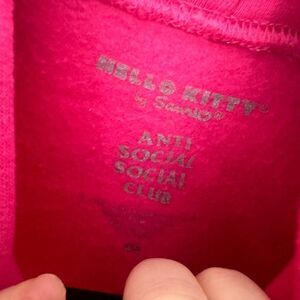 HELLO KITTY®
by Sanrio®
ANTI
SOCIAL
SOCIAL
CLUB